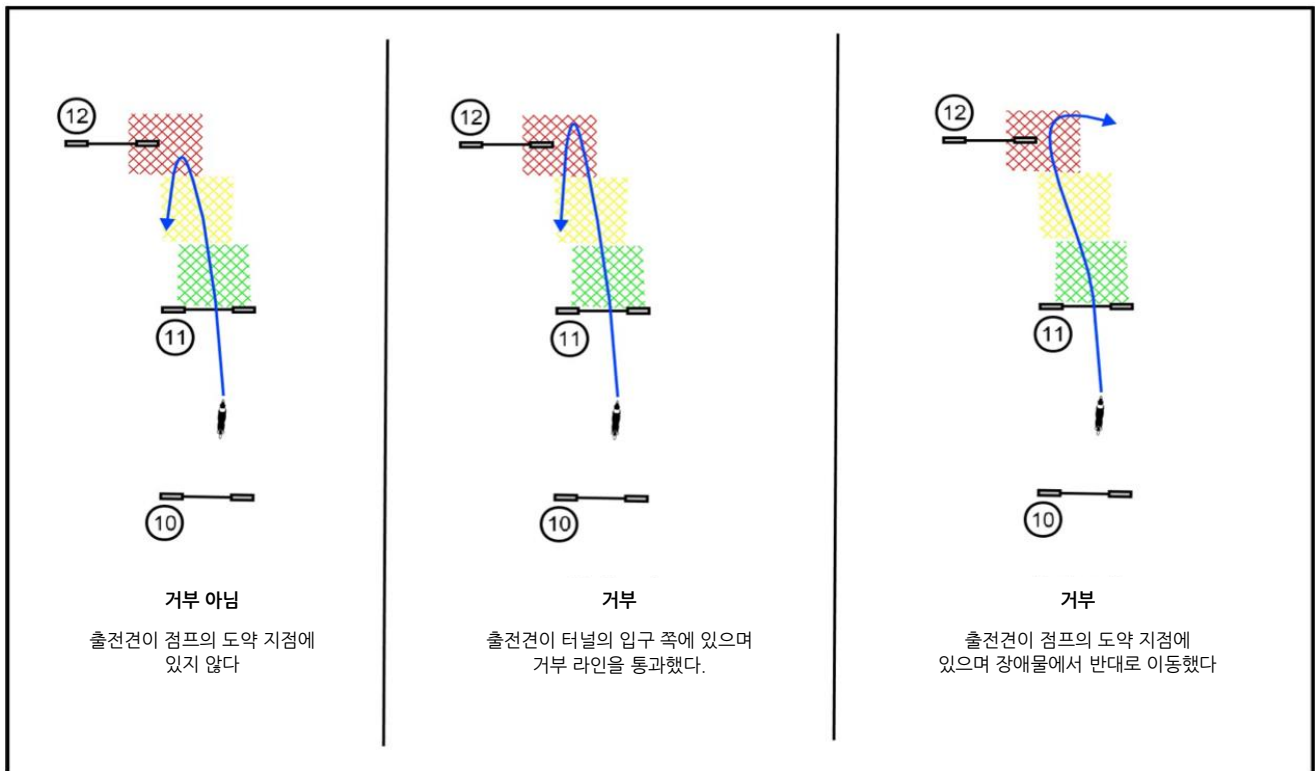 12
11
10
거부 아님
출전견이 점프의 도약 지점에
있지 않다
12
11
10
거부
출전견이 터널의 입구 쪽에 있으며
거부 라인을 통과했다.
12
11
10
거부
출전견이 점프의 도약 지점에
있으며 장애물에서 반대로 이동했다